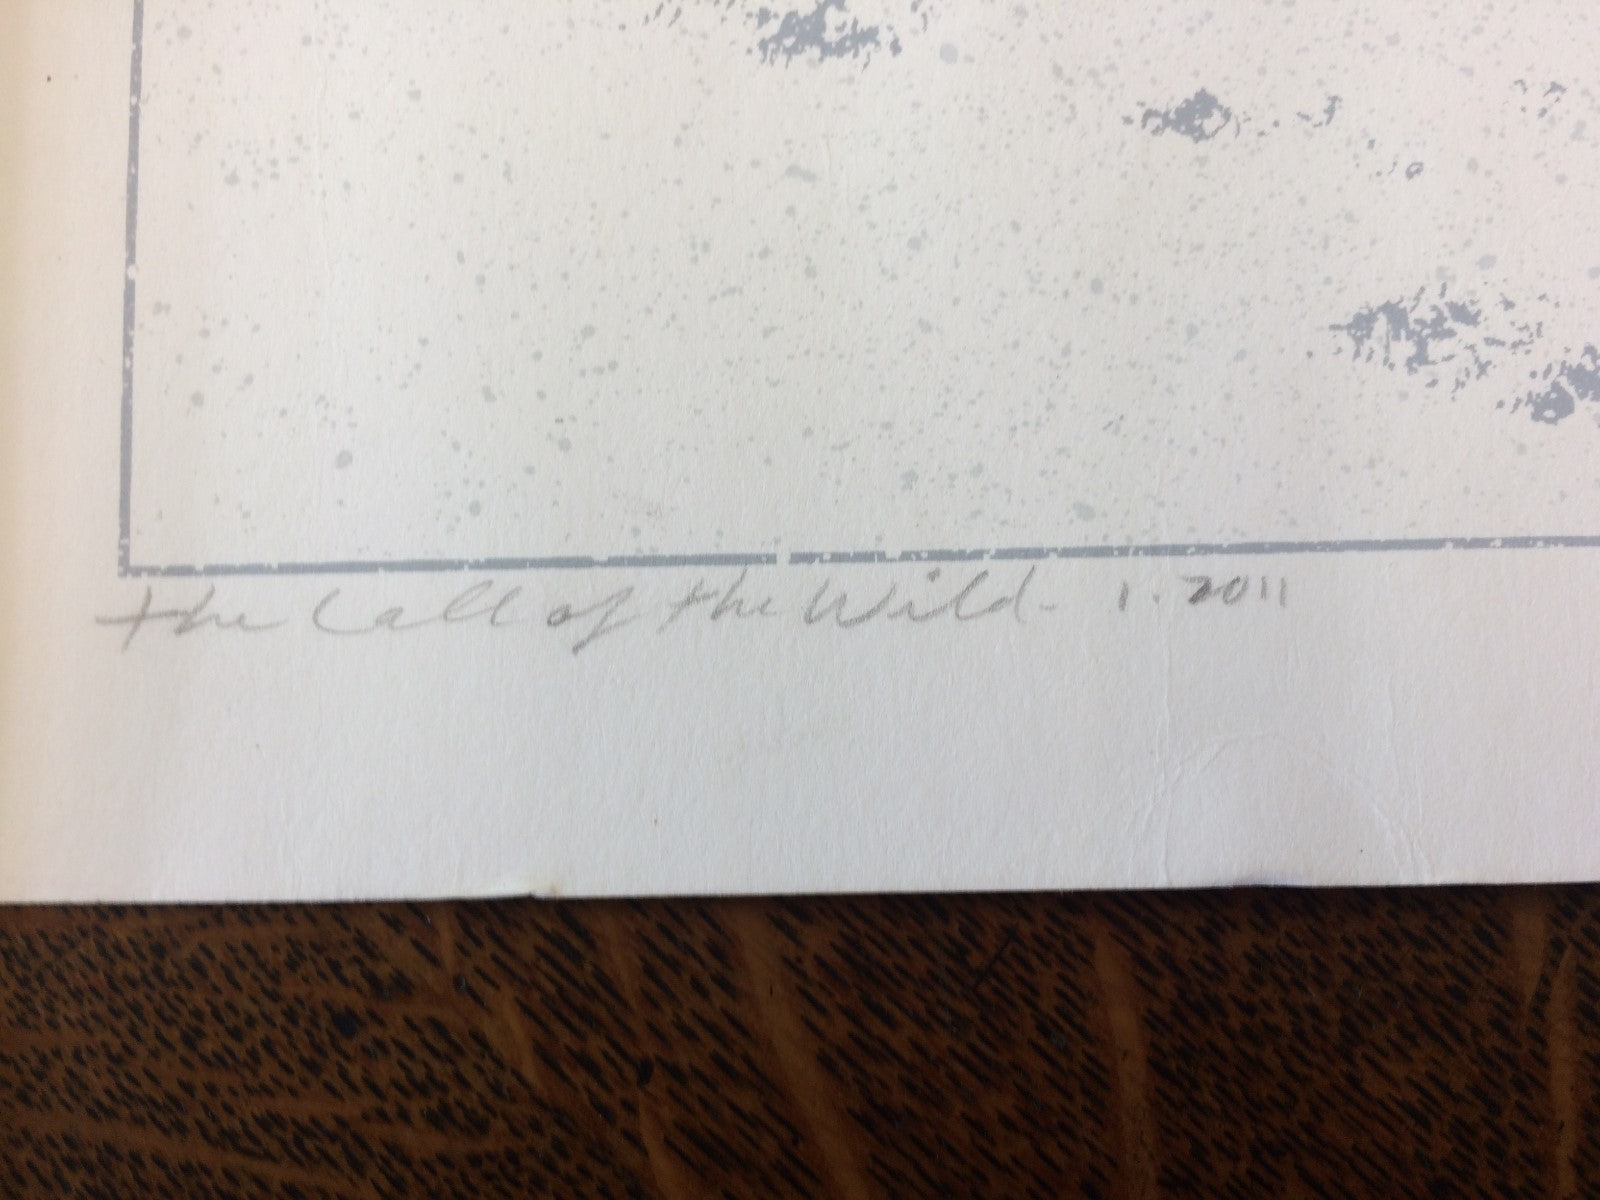 The Call of the Wild - 1. 2011